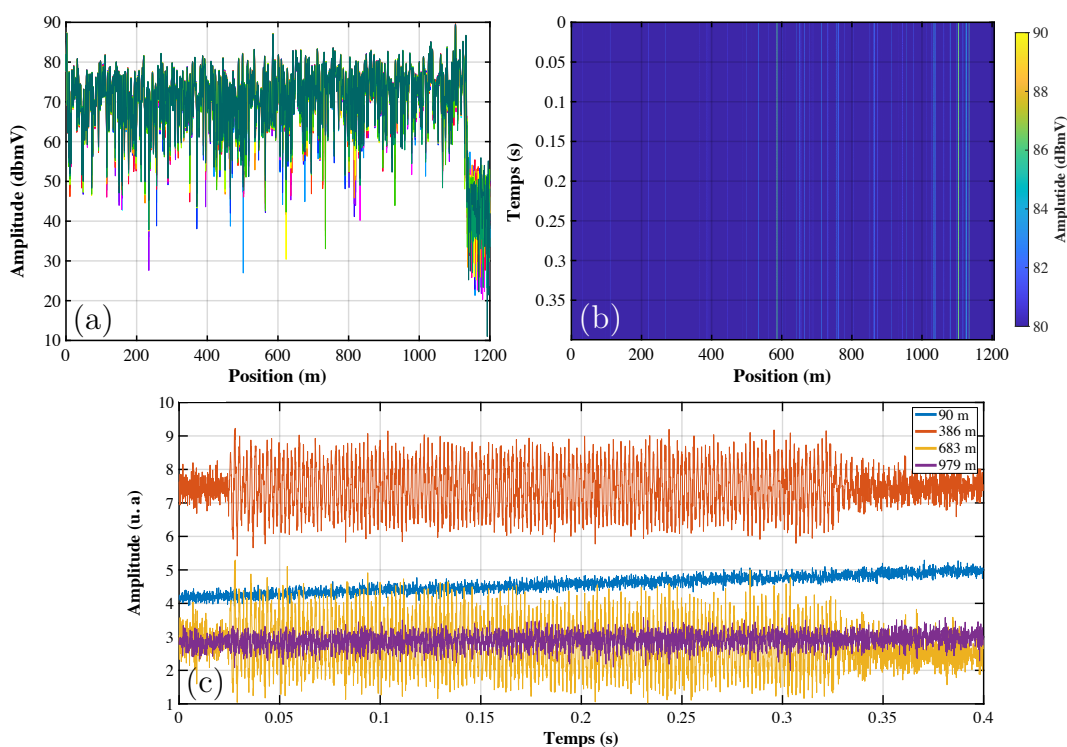 90
80
70
60
50
40
30
20
10
Amplitude (dbmV)
(a)
0 200 400 600 800 1000 1200
Position (m)
0
0.05
0.1
0.15
0.2
0.25
0.3
0.35
Temps (s)
(b)
0 200 400 600 800 1000 1200
Position (m)
90
88
86
84
82
80
Amplutide (dBmV)
10
9
8
7
6
5
4
3
2
1
Amplitude (u. a)
90 m
386 m
683 m
979 m
(c)
0 0.05 0.1 0.15 0.2 0.25 0.3 0.35 0.4
Temps (s)